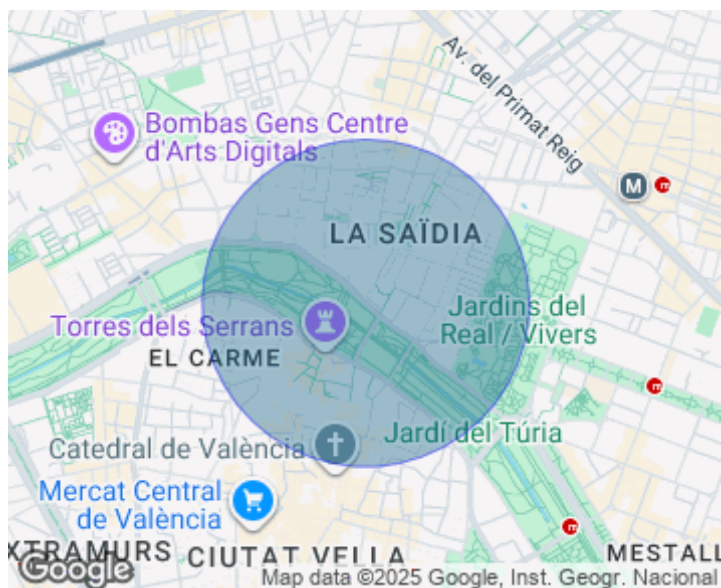 Av. del Primat Reig
Bombas Gens Centre
d'Arts Digitals
M
LA SAÏDIA
Jardins del
Real / Vivers
Torres dels Serrans
EL CARME
Jardí del Túria
Catedral de València
Mercat Central
de València
XTRAMURS
CIUTAT VELLA
MESTALL
Google
Map data ©2025 Google, Inst. Geogr. Nacional